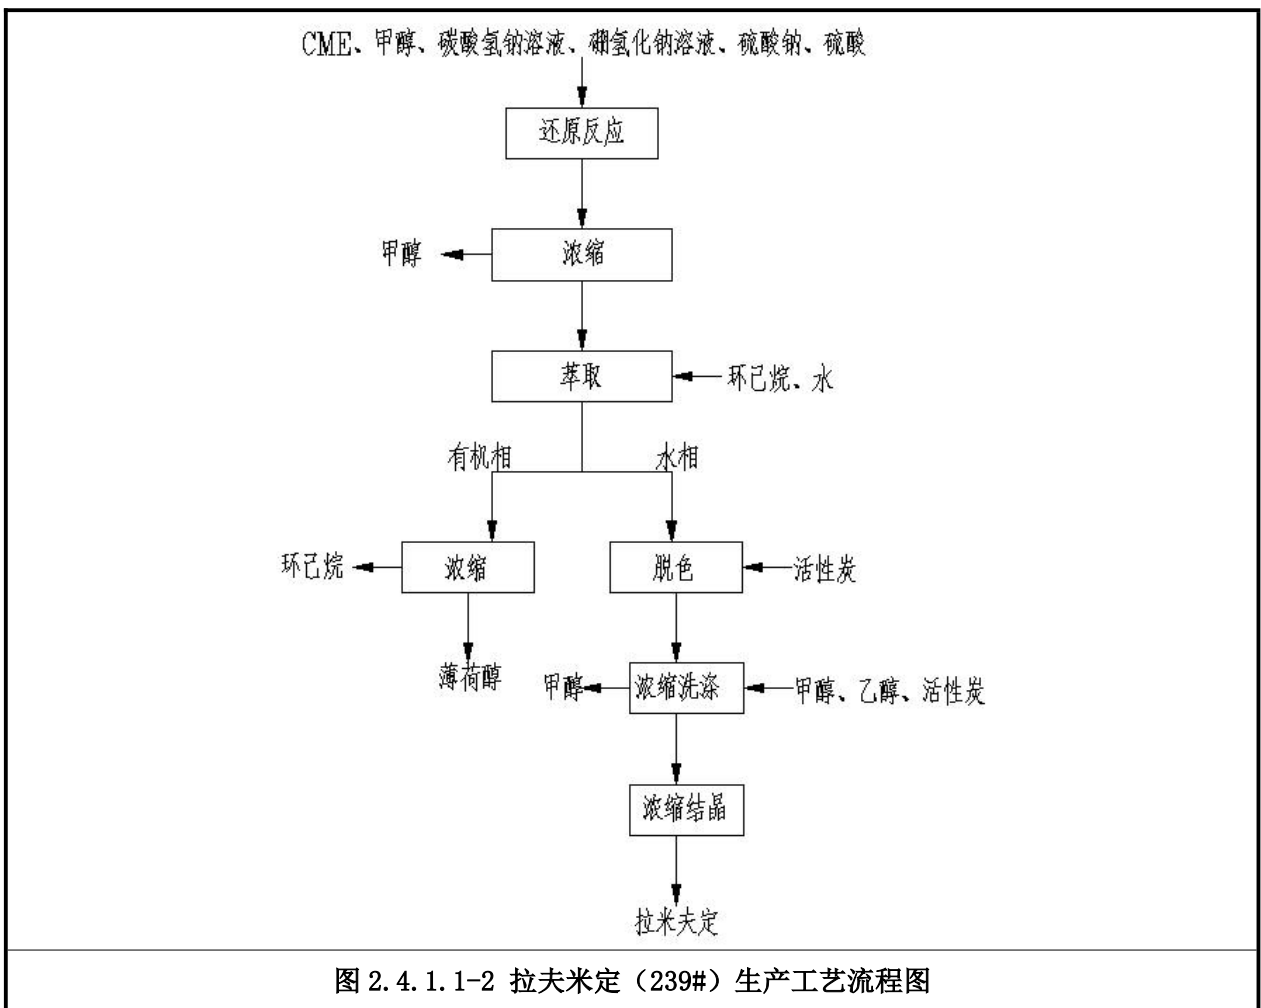 CME、甲醇、碳酸氢钠溶液、硼氢化钠溶液、硫酸钠、硫酸
还原反应
甲醇
浓缩
萃取
环己烷、水
有机相
水相
环己烷
浓缩
脱色
活性炭
薄荷醇
甲醇
浓缩洗涤
甲醇、乙醇、活性炭
浓缩结晶
拉米夫定
图 2.4.1.1-2 拉夫米定（239#）生产工艺流程图